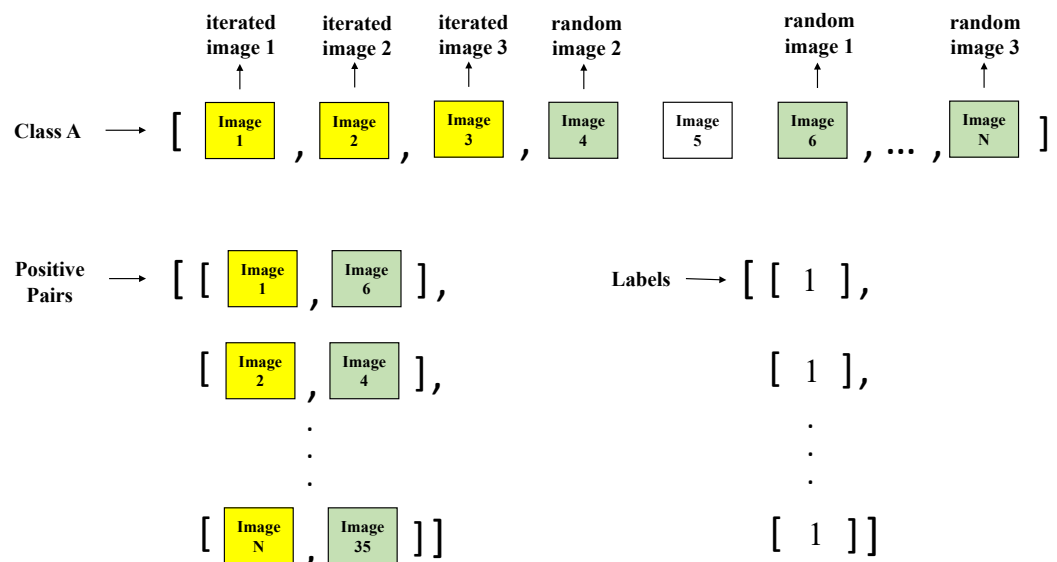 iterated image 1
iterated image 2
iterated image 3
random image 2
random image 1
random image 3
Class A
[ Image 1 , Image 2 , Image 3 , Image 4 Image 5 Image 6 , ... , Image N ]
Positive Pairs
[ [ Image 1 , Image 6 ] ,
Labels
[ [ 1 ] ,
[ Image 2 , Image 4 ] ,
[ 1 ] ,
.
.
.
.
.
.
[ Image N , Image 35 ] ]
[ 1 ] ]